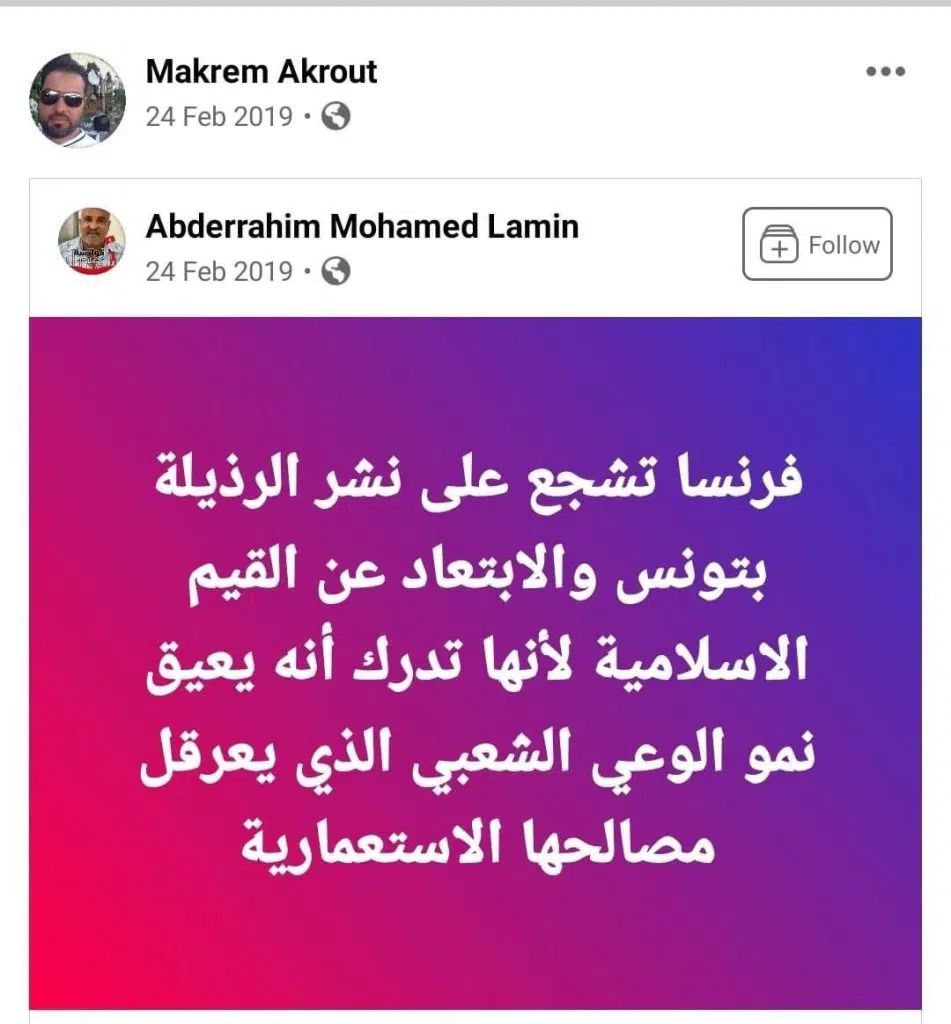 Makrem Akrout
24 Feb 2019 •
Abderrahim Mohamed Lamin
24 Feb 2019 •
Follow
فرنسا تشجع على نشر الرذيلة
بتونس والابتعاد عن القيم
الاسلامية لأنها تدرك أنه يعيق
نمو الوعي الشعبي الذي يعرقل
مصالحها الاستعمارية